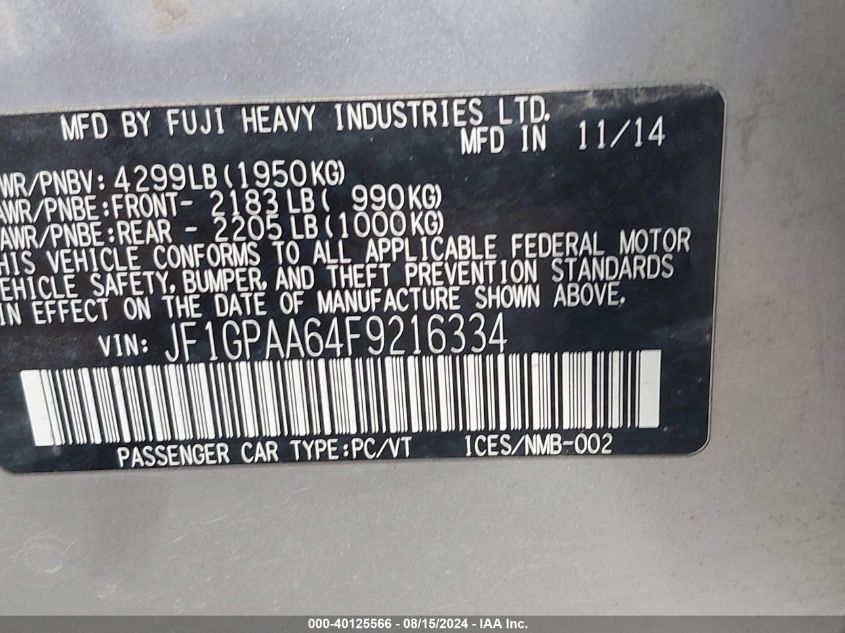 MFD BY FUJI HEAVY INDUSTRIES LTD.
MFD IN 11/14
WR/PNBV: 4299LB(1950KG)
AWR/PNBE:FRONT- 2183LB( 990KG)
AWR/PNBE:REAR - 2205LB(1000KG)
HIS VEHICLE CONFORMS TO ALL APPLICABLE FEDERAL MOTOR
EHICLE SAFETY, BUMPER, AND THEFT PREVENTION STANDARDS
IN EFFECT ON THE DATE OF MANUFACTURE SHOWN ABOVE.
VIN: JF1GPAA64F9216334
PASSENGER CAR TYPE:PC/VT ICES/NMB-002
000-40125566 - 08/15/2024 - IAA Inc.